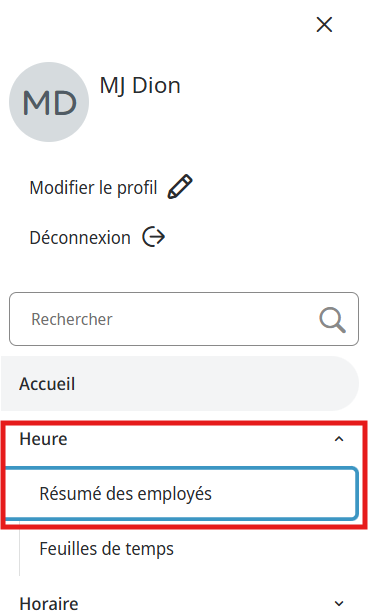 MD
MJ Dion
Modifier le profil
Déconnexion
Rechercher
Accueil
Heure
Résumé des employés
Feuilles de temps
Horaire